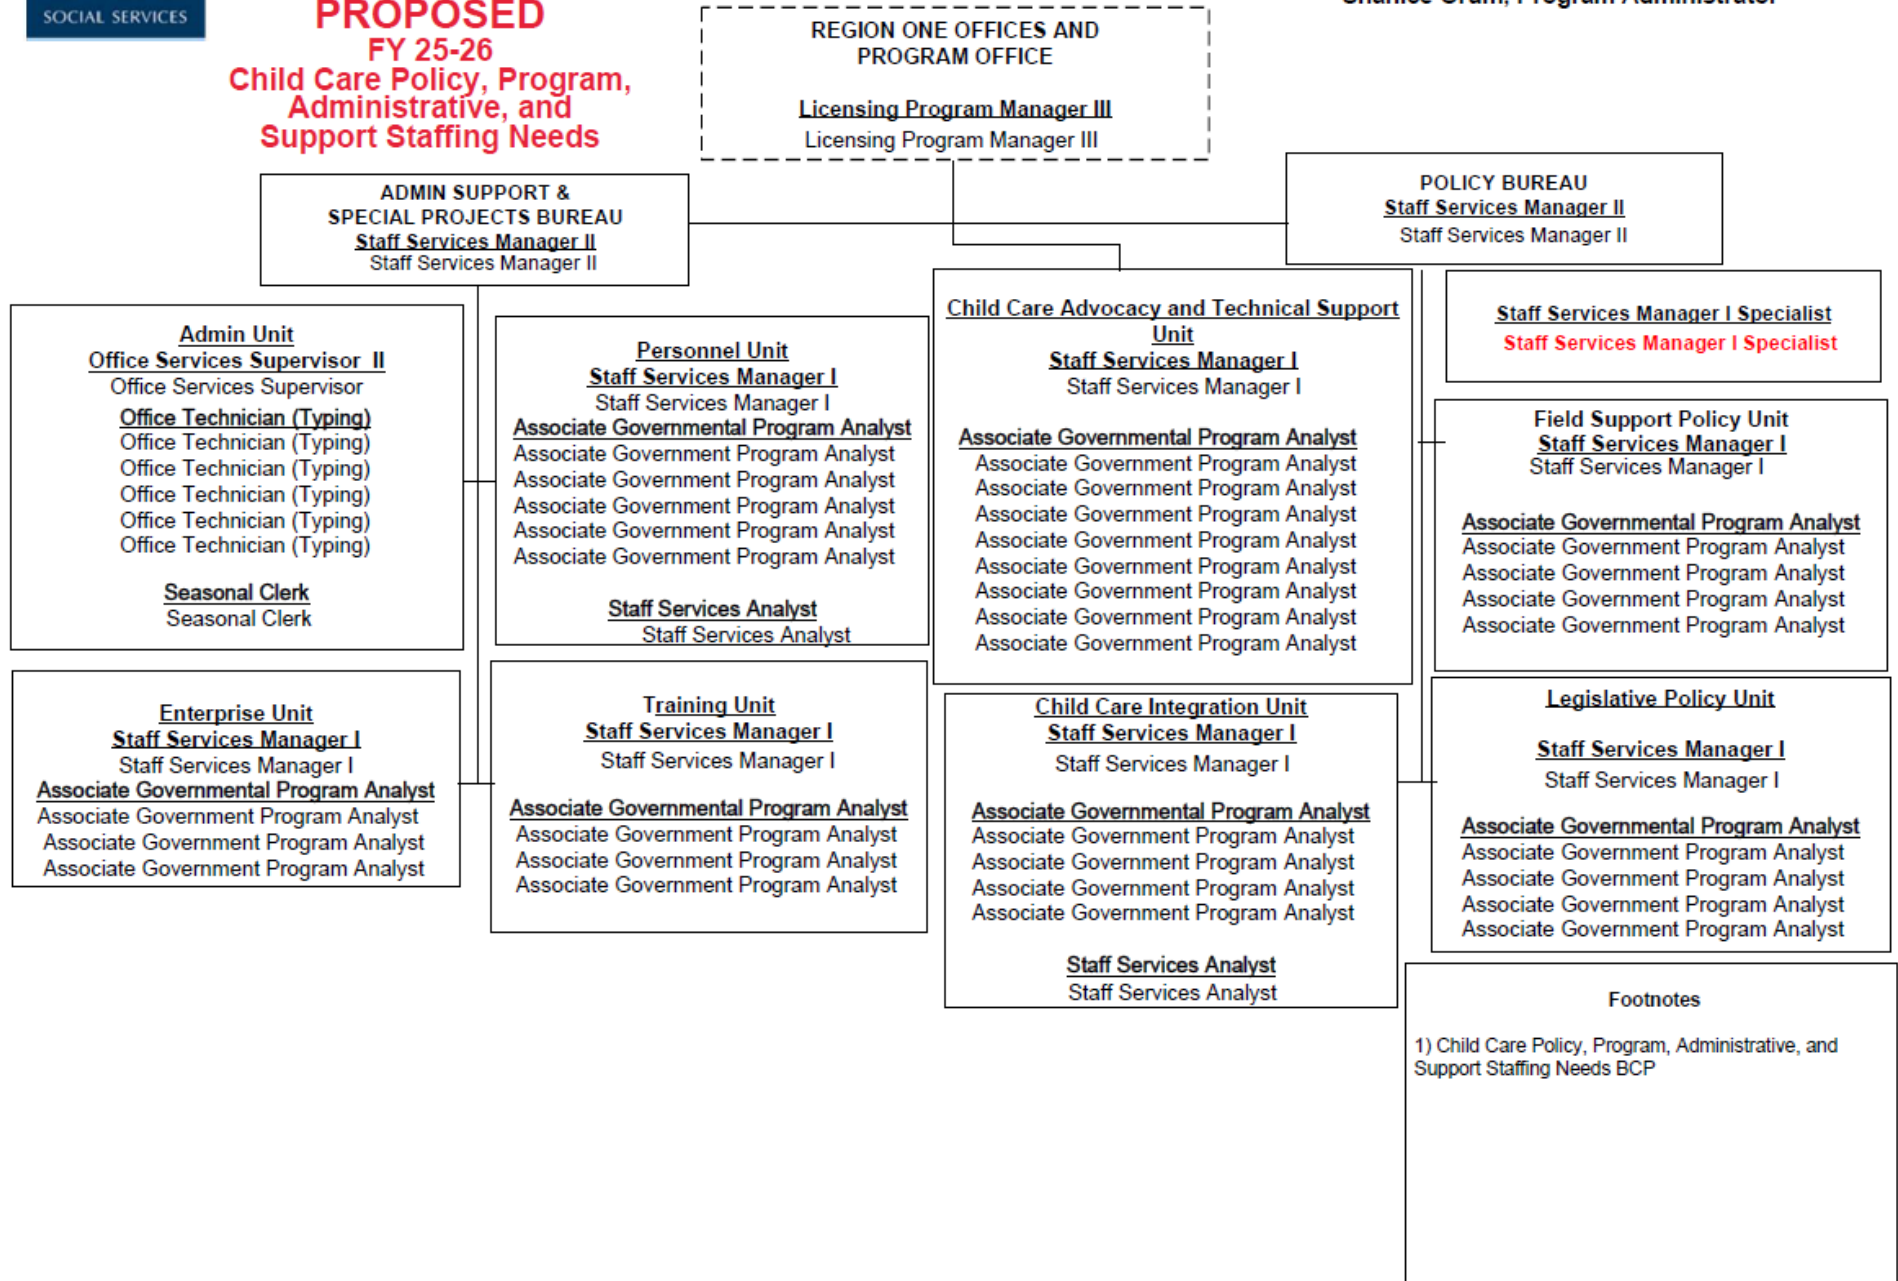 SOCIAL SERVICES
PROPOSED
FY 25-26
Child Care Policy, Program,
Administrative, and
Support Staffing Needs
REGION ONE OFFICES AND
PROGRAM OFFICE
Licensing Program Manager III
Licensing Program Manager III
Program Administrator
ADMIN SUPPORT &
SPECIAL PROJECTS BUREAU
Staff Services Manager II
Staff Services Manager II
POLICY BUREAU
Staff Services Manager II
Staff Services Manager II
Admin Unit
Office Services Supervisor II
Office Services Supervisor
Office Technician (Typing)
Office Technician (Typing)
Office Technician (Typing)
Office Technician (Typing)
Office Technician (Typing)
Office Technician (Typing)
Seasonal Clerk
Seasonal Clerk
Personnel Unit
Staff Services Manager I
Staff Services Manager I
Associate Governmental Program Analyst
Associate Government Program Analyst
Associate Government Program Analyst
Associate Government Program Analyst
Associate Government Program Analyst
Associate Government Program Analyst
Staff Services Analyst
Staff Services Analyst
Child Care Advocacy and Technical Support
Unit
Staff Services Manager I
Staff Services Manager I
Associate Governmental Program Analyst
Associate Government Program Analyst
Associate Government Program Analyst
Associate Government Program Analyst
Associate Government Program Analyst
Associate Government Program Analyst
Associate Government Program Analyst
Associate Government Program Analyst
Associate Government Program Analyst
Staff Services Manager I Specialist
Staff Services Manager I Specialist
Field Support Policy Unit
Staff Services Manager I
Staff Services Manager I
Associate Governmental Program Analyst
Associate Government Program Analyst
Associate Government Program Analyst
Associate Government Program Analyst
Associate Government Program Analyst
Enterprise Unit
Staff Services Manager I
Staff Services Manager I
Associate Governmental Program Analyst
Associate Government Program Analyst
Associate Government Program Analyst
Associate Government Program Analyst
Training Unit
Staff Services Manager I
Staff Services Manager I
Associate Governmental Program Analyst
Associate Government Program Analyst
Associate Government Program Analyst
Associate Government Program Analyst
Child Care Integration Unit
Staff Services Manager I
Staff Services Manager I
Associate Governmental Program Analyst
Associate Government Program Analyst
Associate Government Program Analyst
Associate Government Program Analyst
Associate Government Program Analyst
Staff Services Analyst
Staff Services Analyst
Legislative Policy Unit
Staff Services Manager I
Staff Services Manager I
Associate Governmental Program Analyst
Associate Government Program Analyst
Associate Government Program Analyst
Associate Government Program Analyst
Associate Government Program Analyst
Footnotes
1) Child Care Policy, Program, Administrative, and
Support Staffing Needs BCP